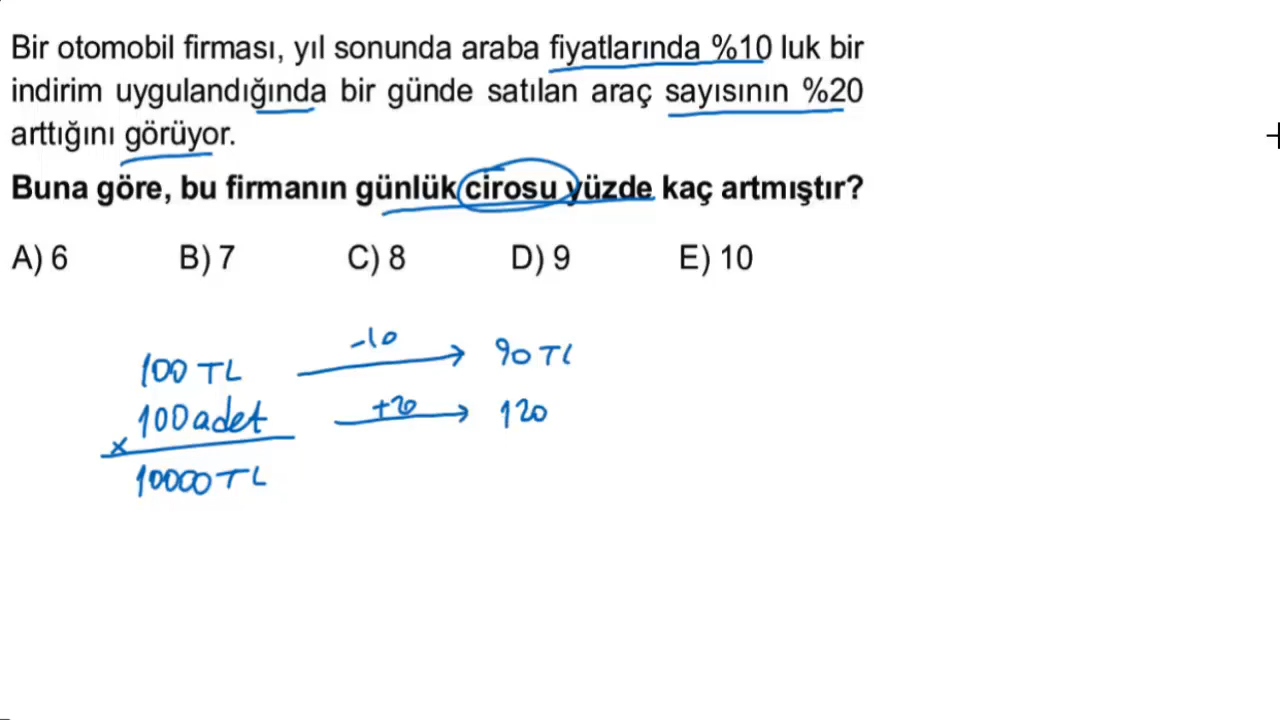 Bir otomobil firması, yıl sonunda araba fiyatlarında %10 luk bir
indirim uygulandığında bir günde satılan araç sayısının %20
arttığını görüyor.
Buna göre, bu firmanın günlük cirosu yüzde kaç artmıştır?
A) 6 B) 7 C) 8 D) 9 E) 10
100 TL -10 90 TL
100 adet +20 120
x
10000 TL